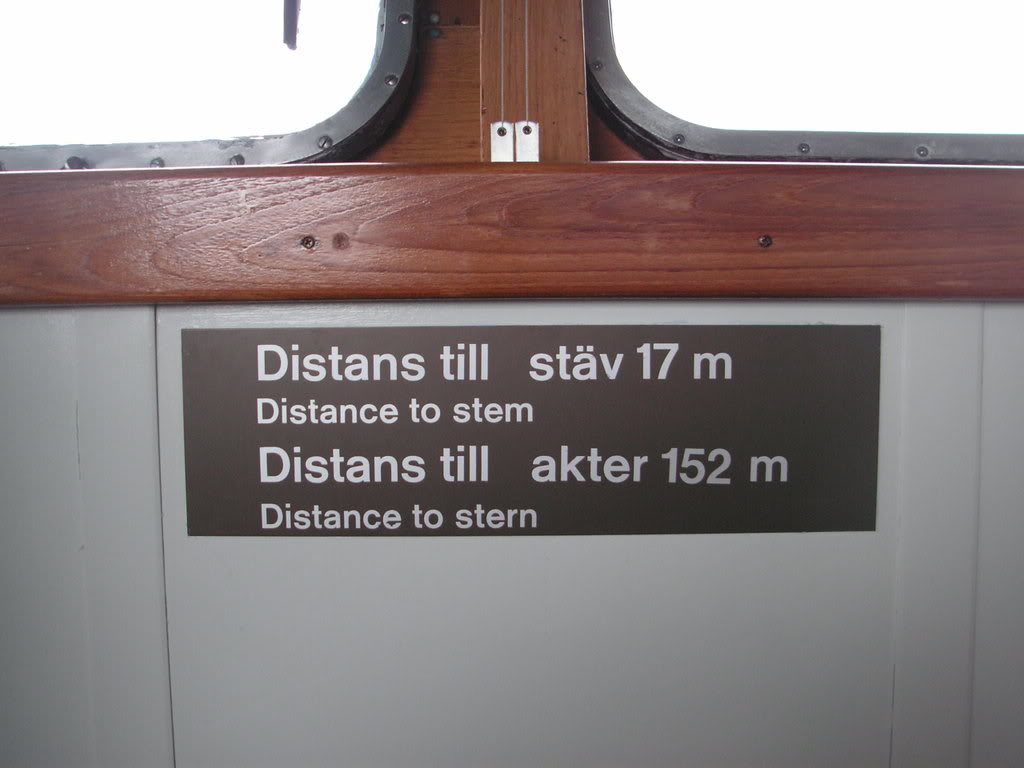 Distans till stäv 17 m
Distance to stem
Distans till akter 152 m
Distance to stern